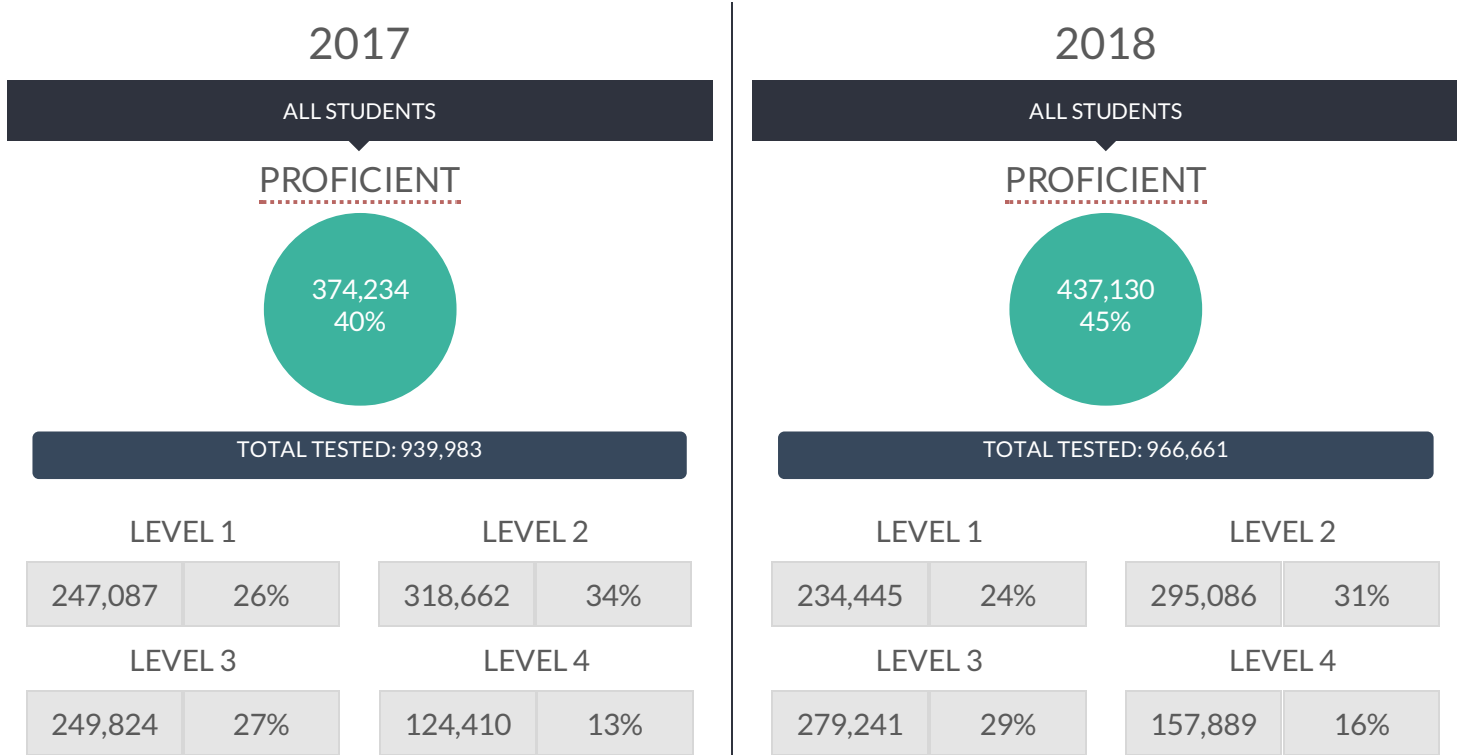 2017
ALL STUDENTS
PROFICIENT
374,234
40%
TOTAL TESTED: 939,983
LEVEL 1
LEVEL 2
247,087 26%
318,662 34%
LEVEL 3
LEVEL 4
249,824 27%
124,410 13%
2018
ALL STUDENTS
PROFICIENT
437,130
45%
TOTAL TESTED: 966,661
LEVEL 1
LEVEL 2
234,445 24%
295,086 31%
LEVEL 3
LEVEL 4
279,241 29%
157,889 16%